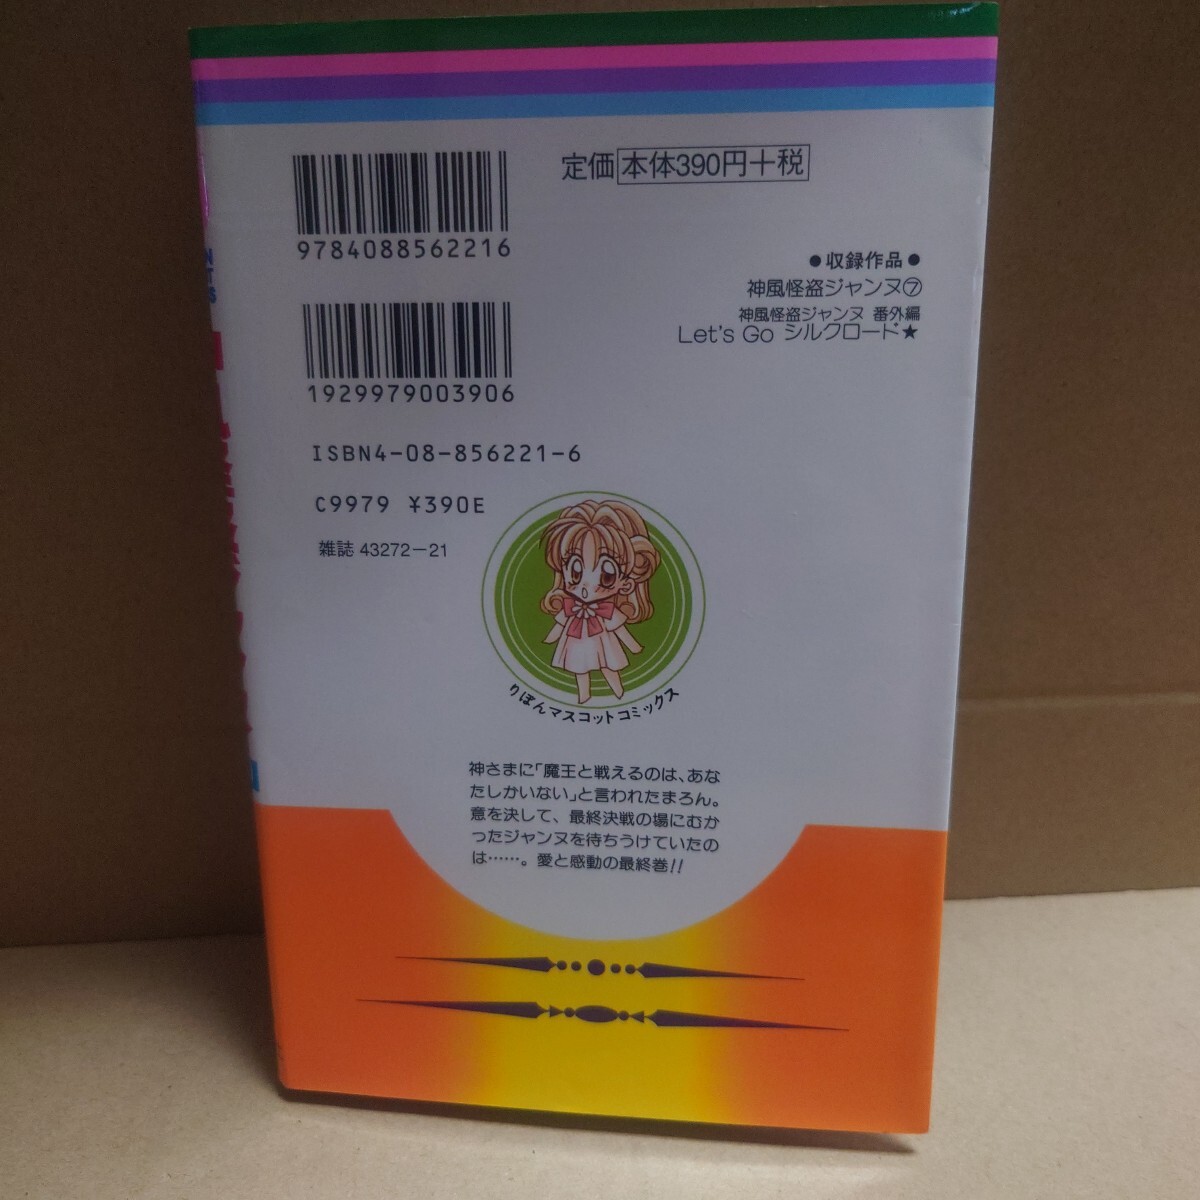 定価 本体390円+税
9784088562216
1929979003906
ISBN4-08-856221-6
C9979 ¥390E
雑誌 43272-21
●収録作品●
神風怪盗ジャンヌ⑦
神風怪盗ジャンヌ 番外編
Let's Go シルクロード★
りぼんマスコットコミックス
神さまに「魔王と戦えるのは、あな
たしかいない」と言われたまろん。
意を決して、最終決戦の場にむか
ったジャンヌを待ちうけていたの
は……。愛と感動の最終巻!!